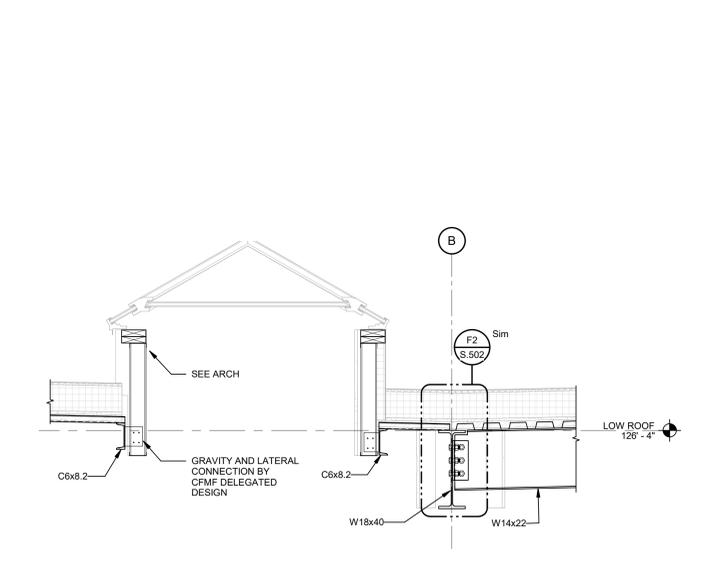 B
F2
S.502
Sim
SEE ARCH
LOW ROOF
126' - 4"
GRAVITY AND LATERAL
CONNECTION BY
CFMF DELEGATED
DESIGN
C6x8.2
C6x8.2
W18x40
W14x22